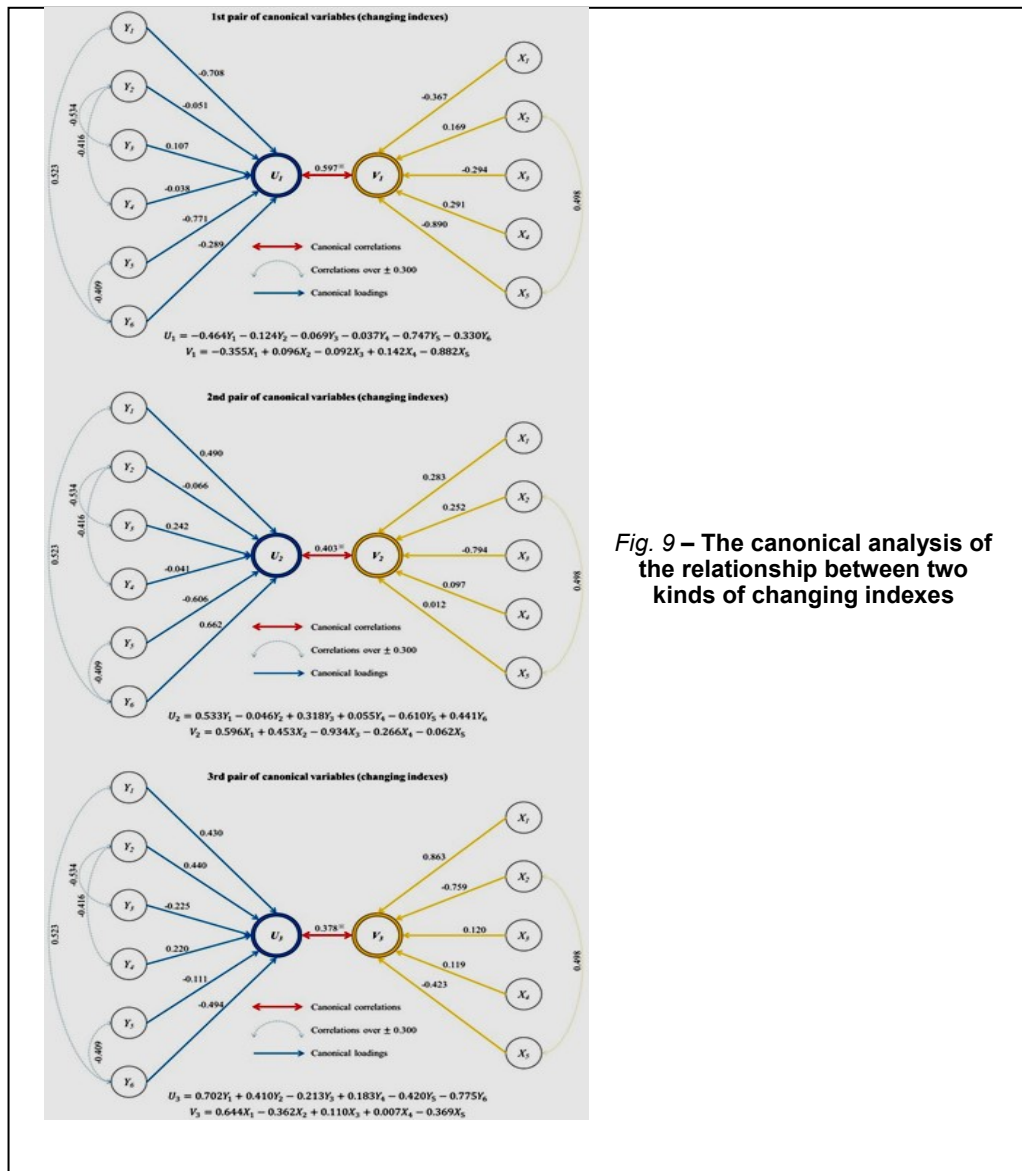 1st pair of canonical variables (changing indexes)
Y1
Y2
Y3
Y4
Y5
Y6
-0.534
-0.416
0.523
-0.409
-0.708
-0.051
0.107
-0.038
-0.771
-0.289
U1
0.597
V1
-0.367
0.169
-0.294
0.291
-0.890
X1
X2
X3
X4
X5
0.498
Canonical correlations
Correlations over ± 0.300
Canonical loadings
U1 = −0.464Y1 − 0.124Y2 − 0.069Y3 − 0.037Y4 − 0.747Y5 − 0.330Y6
V1 = −0.355X1 + 0.096X2 − 0.092X3 + 0.142X4 − 0.882X5
2nd pair of canonical variables (changing indexes)
Y1
Y2
Y3
Y4
Y5
Y6
-0.534
-0.416
0.523
-0.409
0.490
-0.066
0.242
-0.041
-0.606
0.662
U2
0.403
V2
0.283
0.252
-0.794
0.097
0.012
X1
X2
X3
X4
X5
0.498
Canonical correlations
Correlations over ± 0.300
Canonical loadings
U2 = 0.533Y1 − 0.046Y2 + 0.318Y3 + 0.055Y4 − 0.610Y5 + 0.441Y6
V2 = 0.596X1 + 0.453X2 − 0.934X3 − 0.266X4 − 0.062X5
3rd pair of canonical variables (changing indexes)
Y1
Y2
Y3
Y4
Y5
Y6
-0.534
-0.416
0.523
-0.409
0.430
0.440
-0.225
0.220
-0.111
-0.494
U3
0.378
V3
0.863
-0.759
0.120
0.119
-0.423
X1
X2
X3
X4
X5
0.498
Canonical correlations
Correlations over ± 0.300
Canonical loadings
U3 = 0.702Y1 + 0.410Y2 − 0.213Y3 + 0.183Y4 − 0.420Y5 − 0.775Y6
V3 = 0.644X1 − 0.362X2 + 0.110X3 + 0.007X4 − 0.369X5
Fig. 9 – The canonical analysis of
the relationship between two
kinds of changing indexes